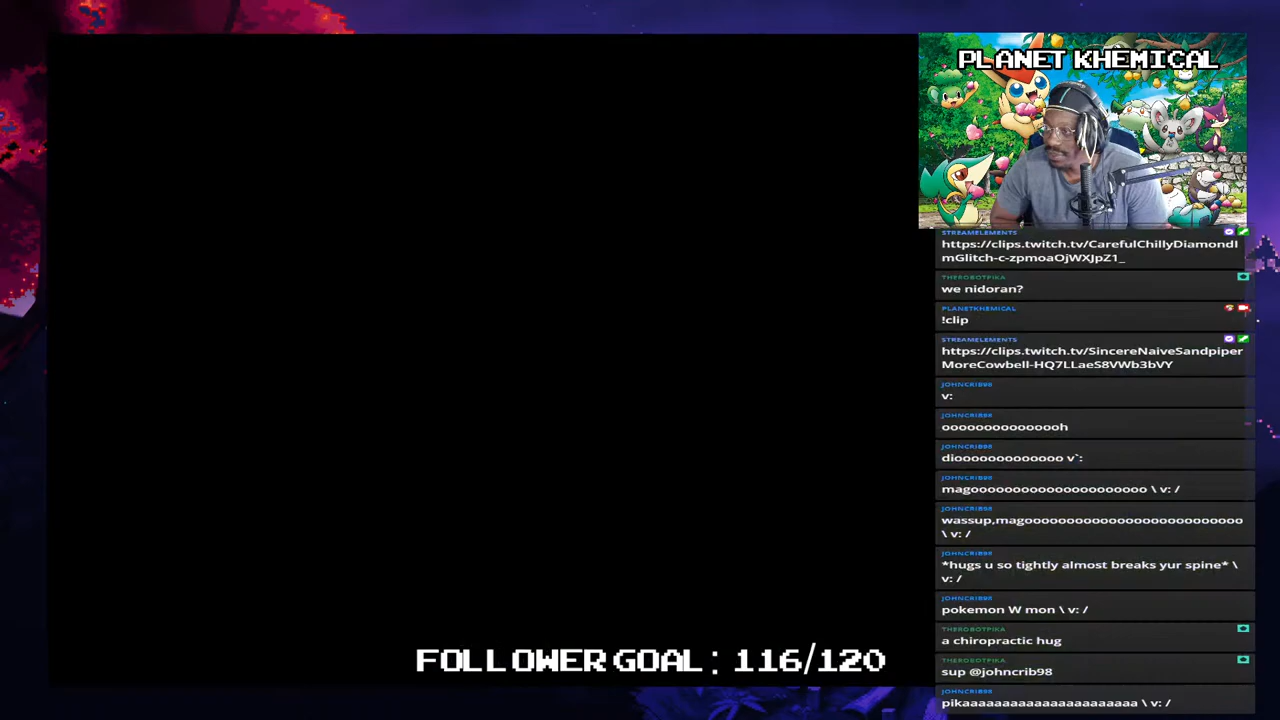 PLANET KHEMICAL
STREAMELEMENTS
https://clips.twitch.tv/CarefulChillyDiamondI
mGlitch-c-zpmoaOjWXJpZ1_
THEROBOTPIKA
we nidoran?
PLANETKHEMICAL
!clip
STREAMELEMENTS
https://clips.twitch.tv/SincereNaiveSandpiper
MoreCowbell-HQ7LLaeS8VWb3bVY
JOHNCRIB98
v:
JOHNCRIB98
ooooooooooooooh
JOHNCRIB98
diooooooooooooo v`:
JOHNCRIB98
magooooooooooooooooooooo \ v: /
JOHNCRIB98
wassup,magoooooooooooooooooooooooooo
\ v: /
JOHNCRIB98
*hugs u so tightly almost breaks yur spine* \
v: /
JOHNCRIB98
pokemon W mon \ v: /
THEROBOTPIKA
a chiropractic hug
THEROBOTPIKA
sup @johncrib98
JOHNCRIB98
pikaaaaaaaaaaaaaaaaaaaaaa \ v: /
FOLLOWER GOAL: 116/120